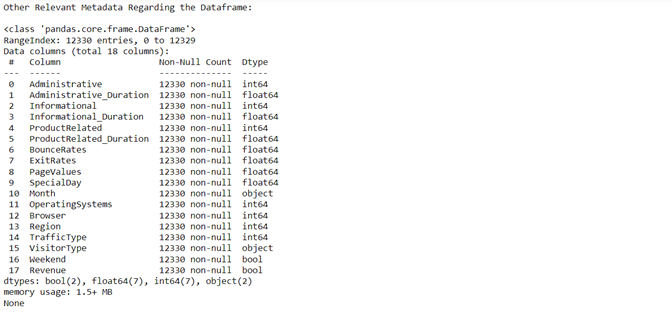 Other Relevant Metadata Regarding the Dataframe:
<class 'pandas.core.frame.DataFrame'>
RangeIndex: 12330 entries, 0 to 12329
Data columns (total 18 columns):
 #   Column                   Non-Null Count  Dtype
---  ------                   --------------  -----
 0   Administrative           12330 non-null  int64
 1   Administrative_Duration  12330 non-null  float64
 2   Informational            12330 non-null  int64
 3   Informational_Duration   12330 non-null  float64
 4   ProductRelated           12330 non-null  int64
 5   ProductRelated_Duration  12330 non-null  float64
 6   BounceRates              12330 non-null  float64
 7   ExitRates                12330 non-null  float64
 8   PageValues               12330 non-null  float64
 9   SpecialDay               12330 non-null  float64
 10  Month                    12330 non-null  object
 11  OperatingSystems         12330 non-null  int64
 12  Browser                  12330 non-null  int64
 13  Region                   12330 non-null  int64
 14  TrafficType              12330 non-null  int64
 15  VisitorType              12330 non-null  object
 16  Weekend                  12330 non-null  bool
 17  Revenue                  12330 non-null  bool
dtypes: bool(2), float64(7), int64(7), object(2)
memory usage: 1.5+ MB
None